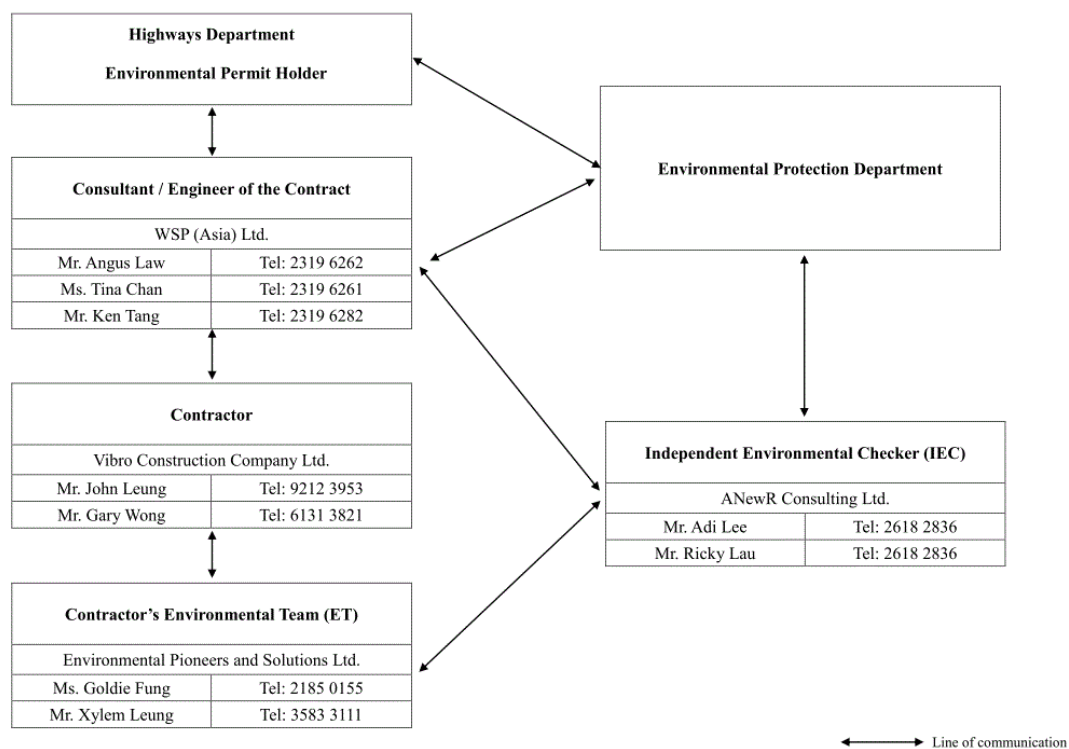 Highways Department
Environmental Permit Holder
Environmental Protection Department
Consultant / Engineer of the Contract
WSP (Asia) Ltd.
Mr. Angus Law Tel: 2319 6262
Ms. Tina Chan Tel: 2319 6261
Mr. Ken Tang Tel: 2319 6282
Contractor
Vibro Construction Company Ltd.
Mr. John Leung Tel: 9212 3953
Mr. Gary Wong Tel: 6131 3821
Independent Environmental Checker (IEC)
ANewR Consulting Ltd.
Mr. Adi Lee Tel: 2618 2836
Mr. Ricky Lau Tel: 2618 2836
Contractor’s Environmental Team (ET)
Environmental Pioneers and Solutions Ltd.
Ms. Goldie Fung Tel: 2185 0155
Mr. Xylem Leung Tel: 3583 3111
Line of communication